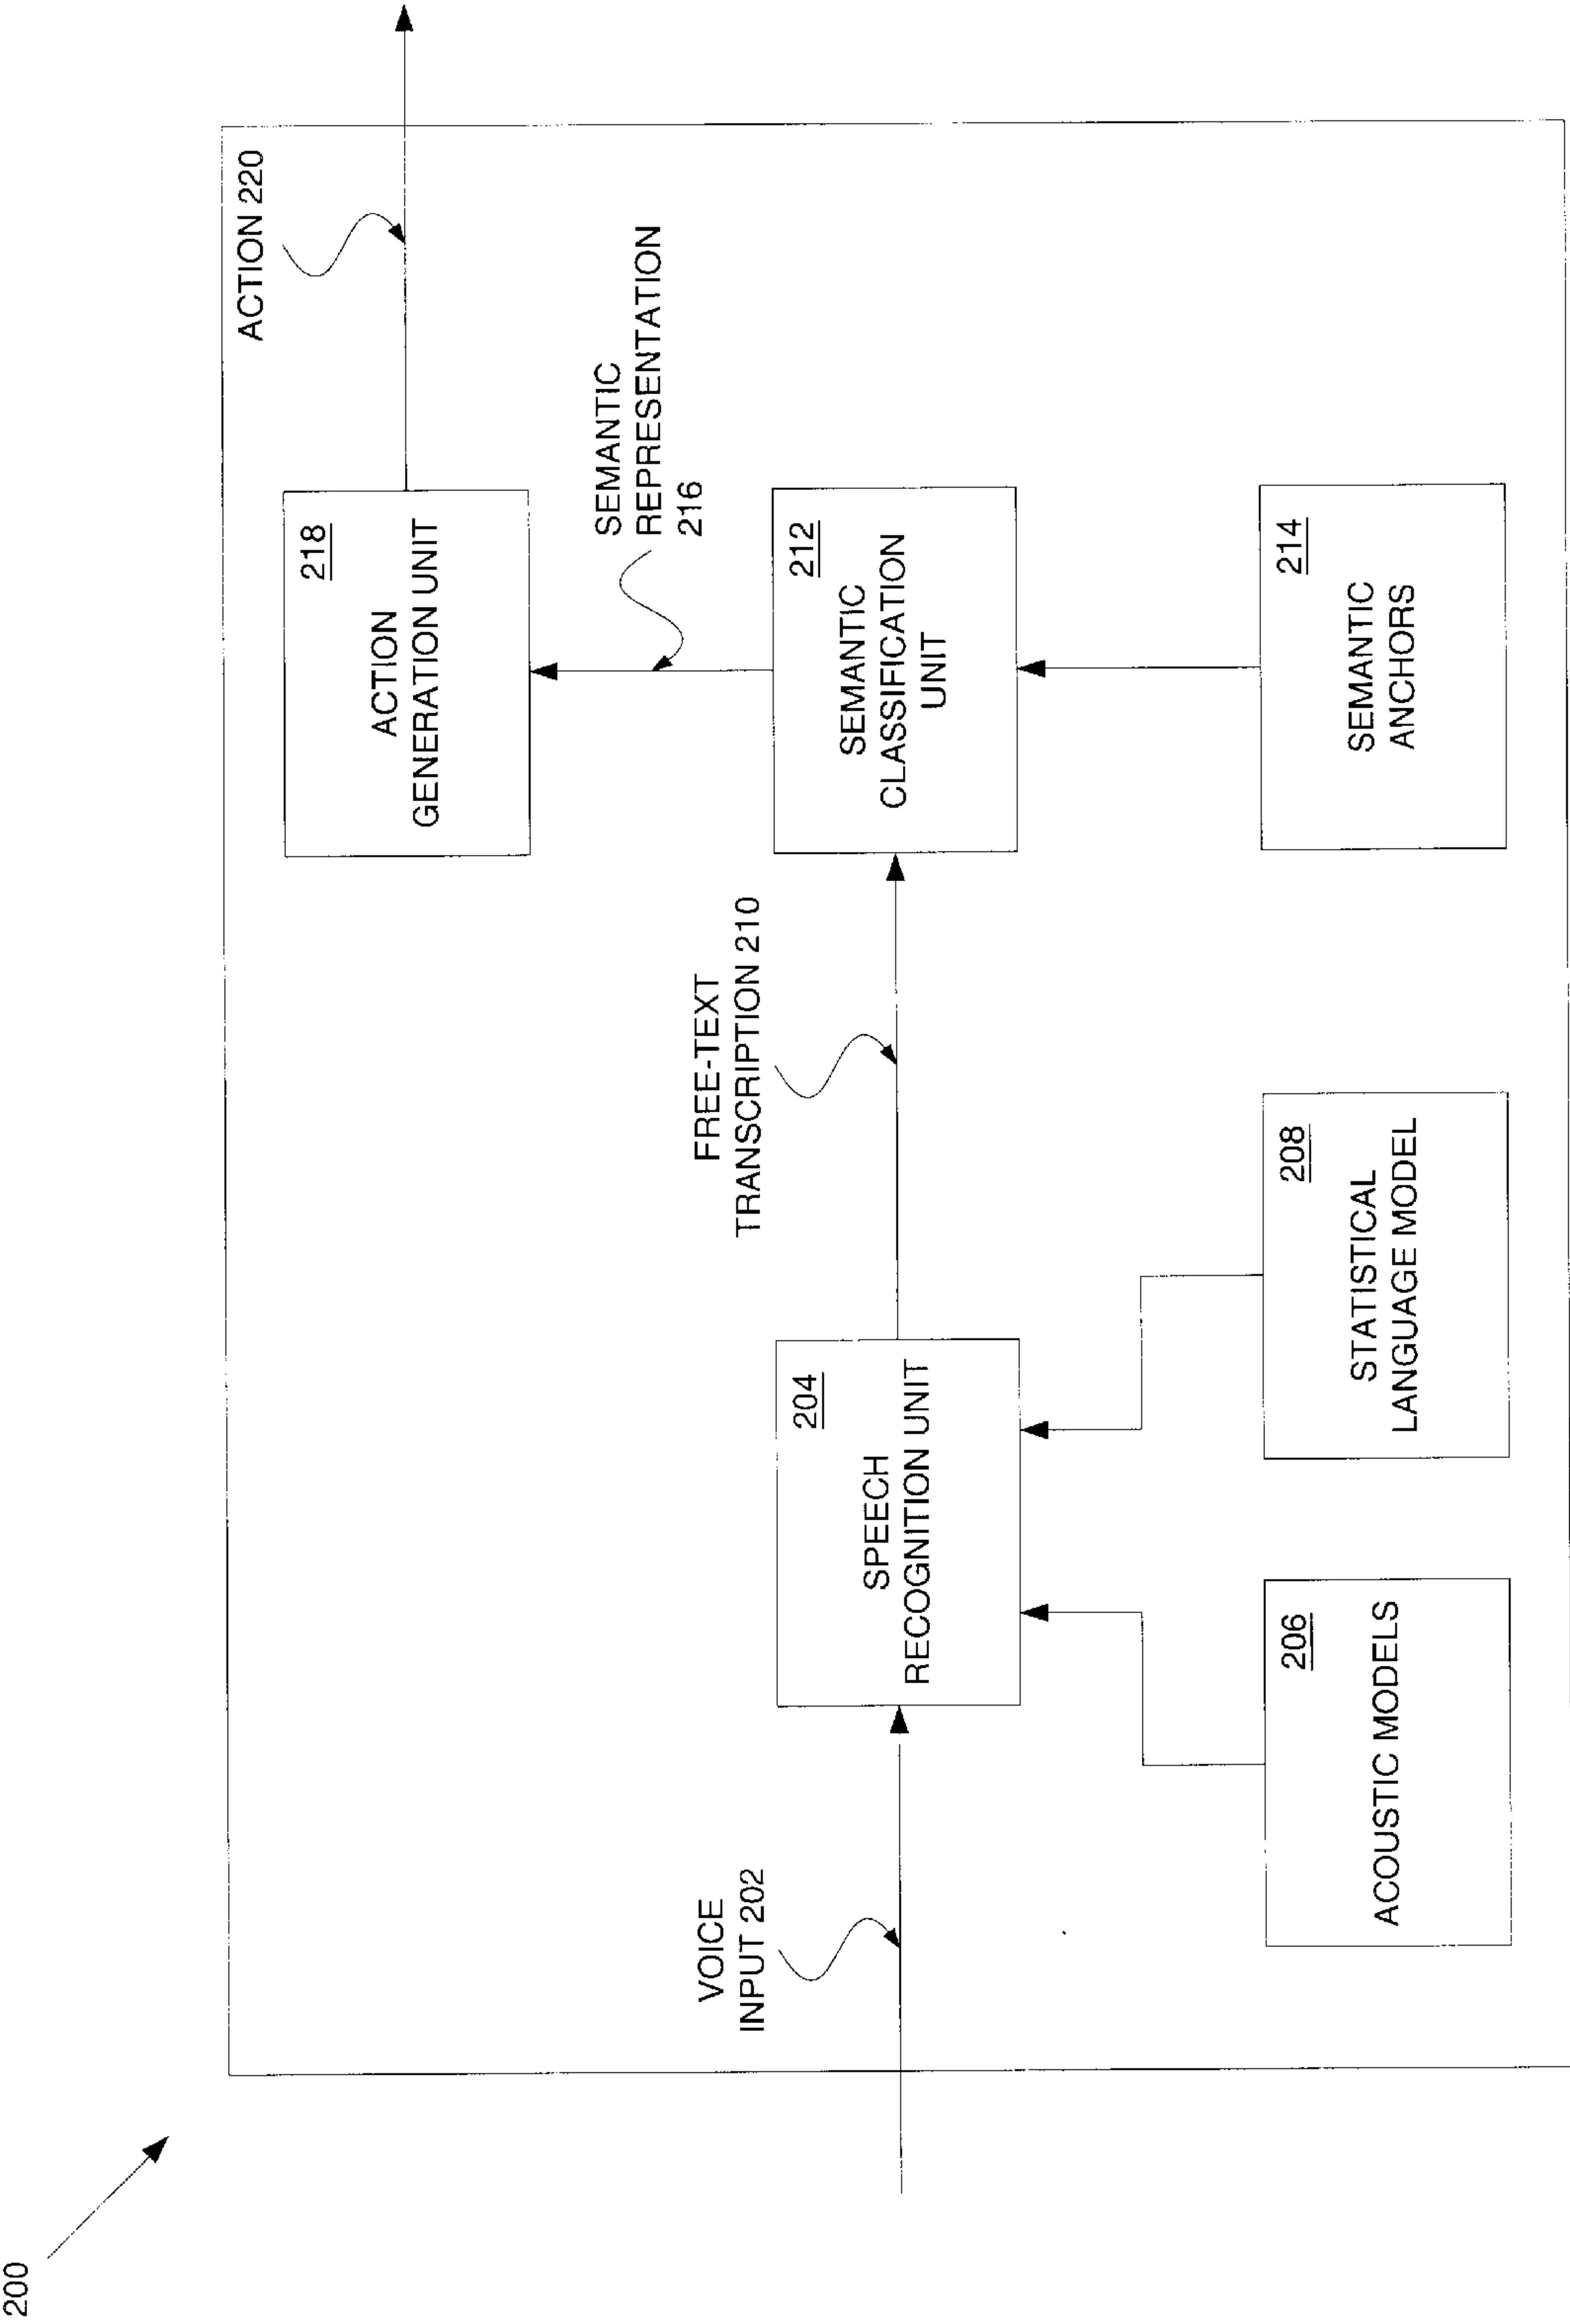 200
ACTION 220
218
ACTION
GENERATION UNIT
SEMANTIC
REPRESENTATION
216
VOICE
INPUT 202
204
SPEECH
RECOGNITION UNIT
FREE-TEXT
TRANSCRIPTION 210
212
SEMANTIC
CLASSIFICATION
UNIT
206
ACOUSTIC MODELS
208
STATISTICAL
LANGUAGE MODEL
214
SEMANTIC
ANCHORS